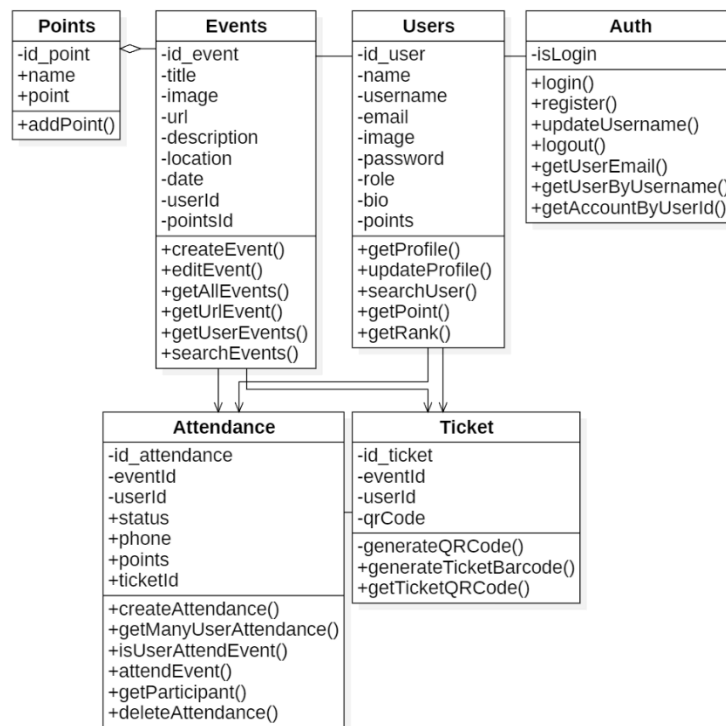 Points
-id_point
+name
+point
+addPoint()
Events
-id_event
-title
-image
-url
-description
-location
-date
-userId
-pointsId
+createEvent()
+editEvent()
+getAllEvents()
+getUrlEvent()
+getUserEvents()
+searchEvents()
Users
-id_user
-name
-username
-email
-image
-password
-role
-bio
-points
+getProfile()
+updateProfile()
+searchUser()
+getPoint()
+getRank()
Auth
-isLogin
+login()
+register()
+updateUsername()
+logout()
+getUserEmail()
+getUserByUsername()
+getAccountByUserId()
Attendance
-id_attendance
-eventId
-userId
+status
+phone
+points
+ticketId
+createAttendance()
+getManyUserAttendance()
+isUserAttendEvent()
+attendEvent()
+getParticipant()
+deleteAttendance()
Ticket
-id_ticket
-eventId
-userId
-qrCode
-generateQRCode()
+generateTicketBarcode()
+getTicketQRCode()